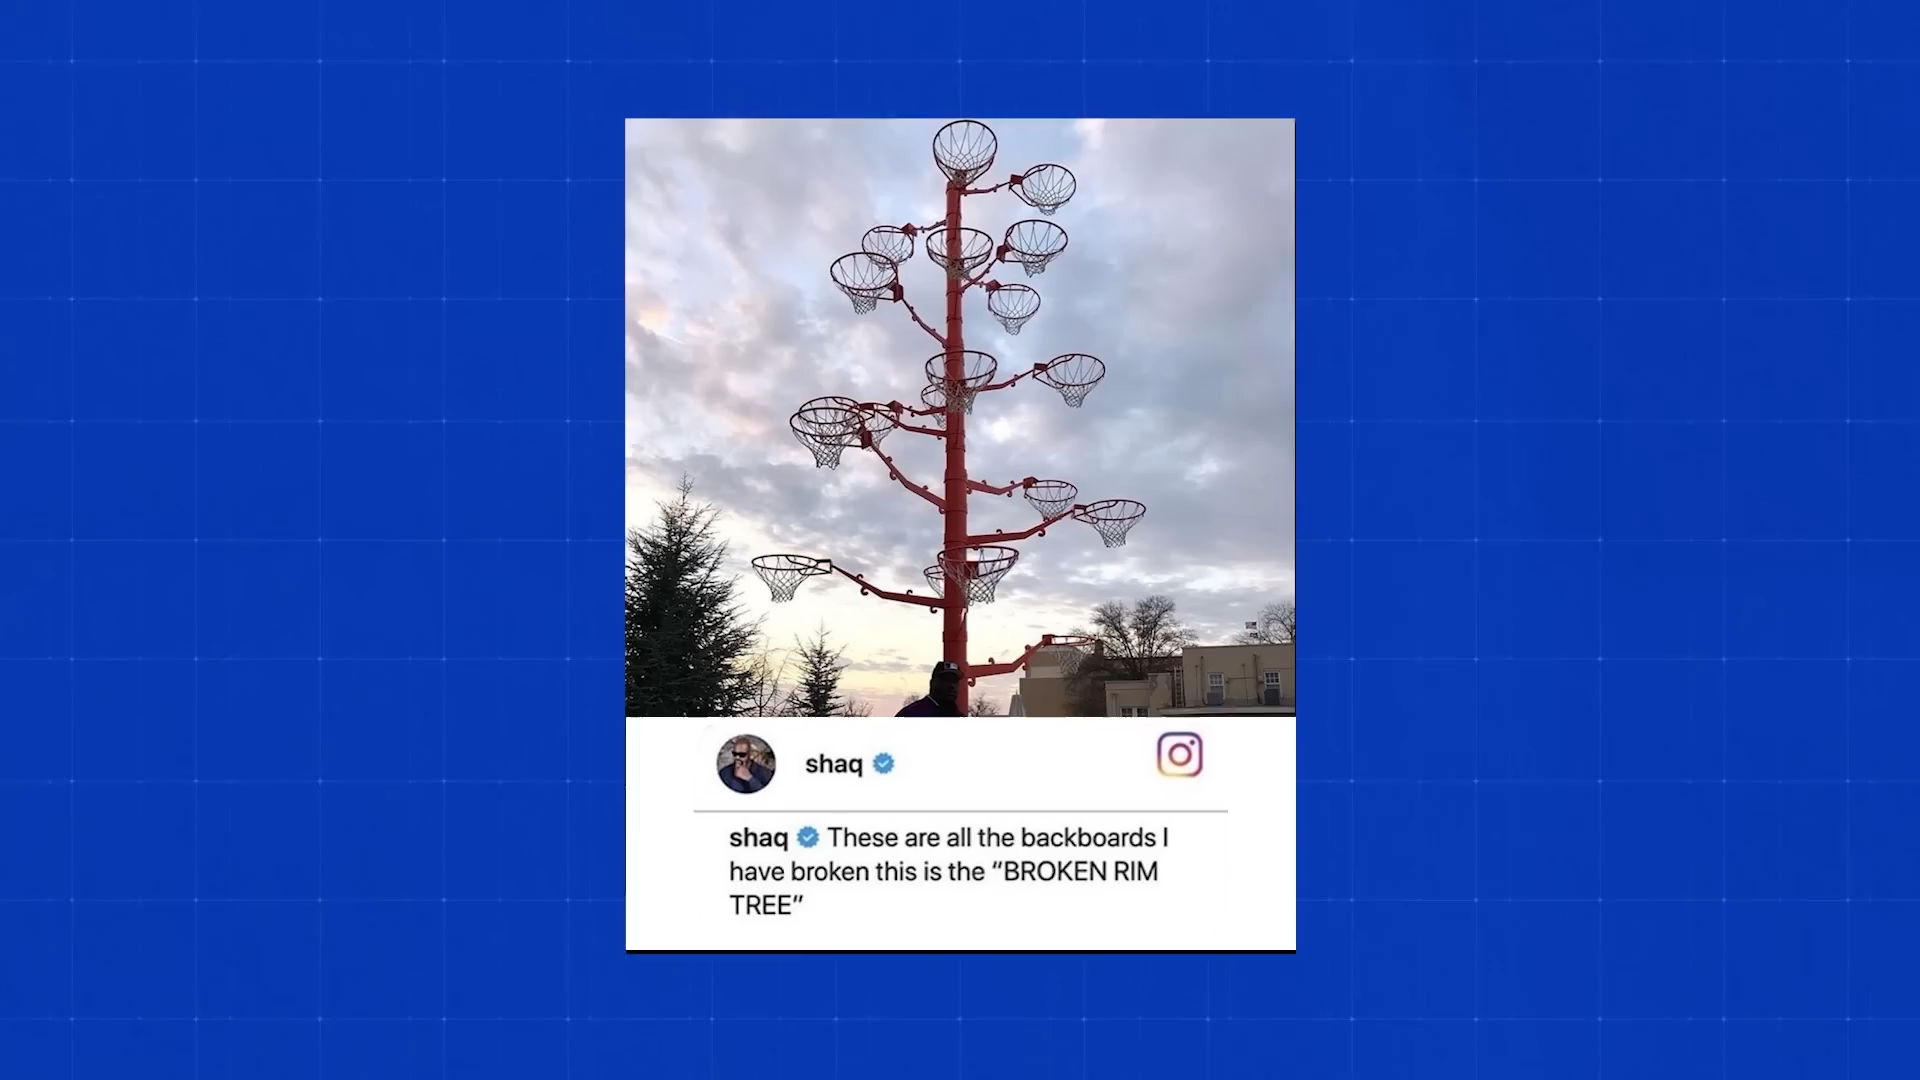 shaq
shaq These are all the backboards I
have broken this is the “BROKEN RIM
TREE”